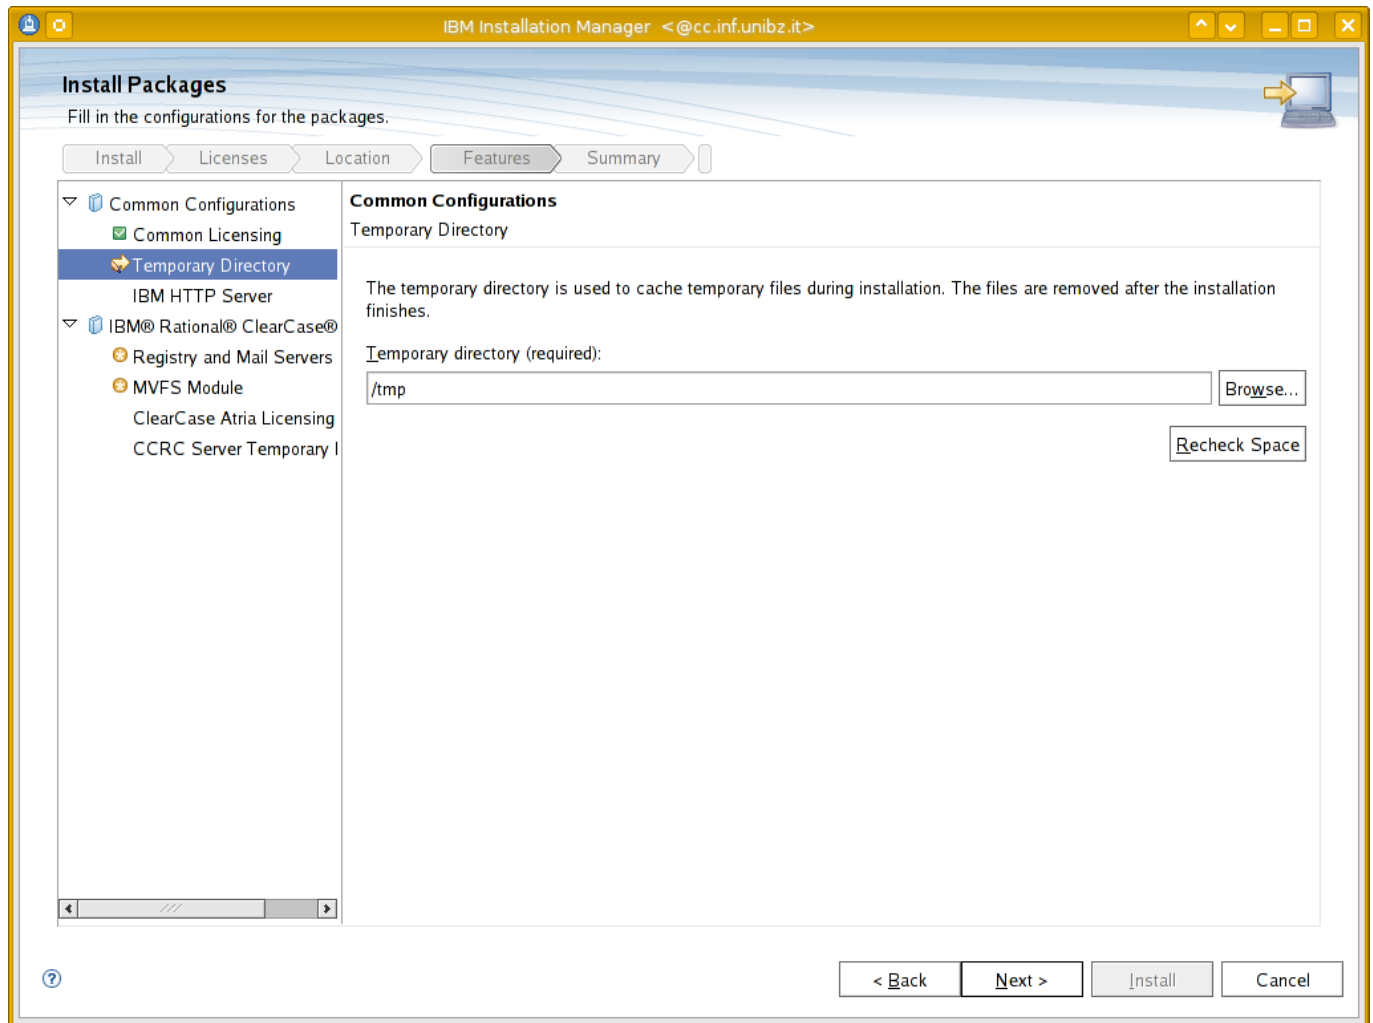 IBM Installation Manager <@cc.inf.unibz.it>
Install Packages
Fill in the configurations for the packages.
Install Licenses Location Features Summary
Common Configurations
Common Licensing
Temporary Directory
IBM HTTP Server
IBM® Rational® ClearCase®
Registry and Mail Servers
MVFS Module
ClearCase Atria Licensing
CCRC Server Temporary
Common Configurations
Temporary Directory
The temporary directory is used to cache temporary files during installation. The files are removed after the installation
finishes.
Temporary directory (required):
/tmp
Browse...
Recheck Space
< Back Next > Install Cancel